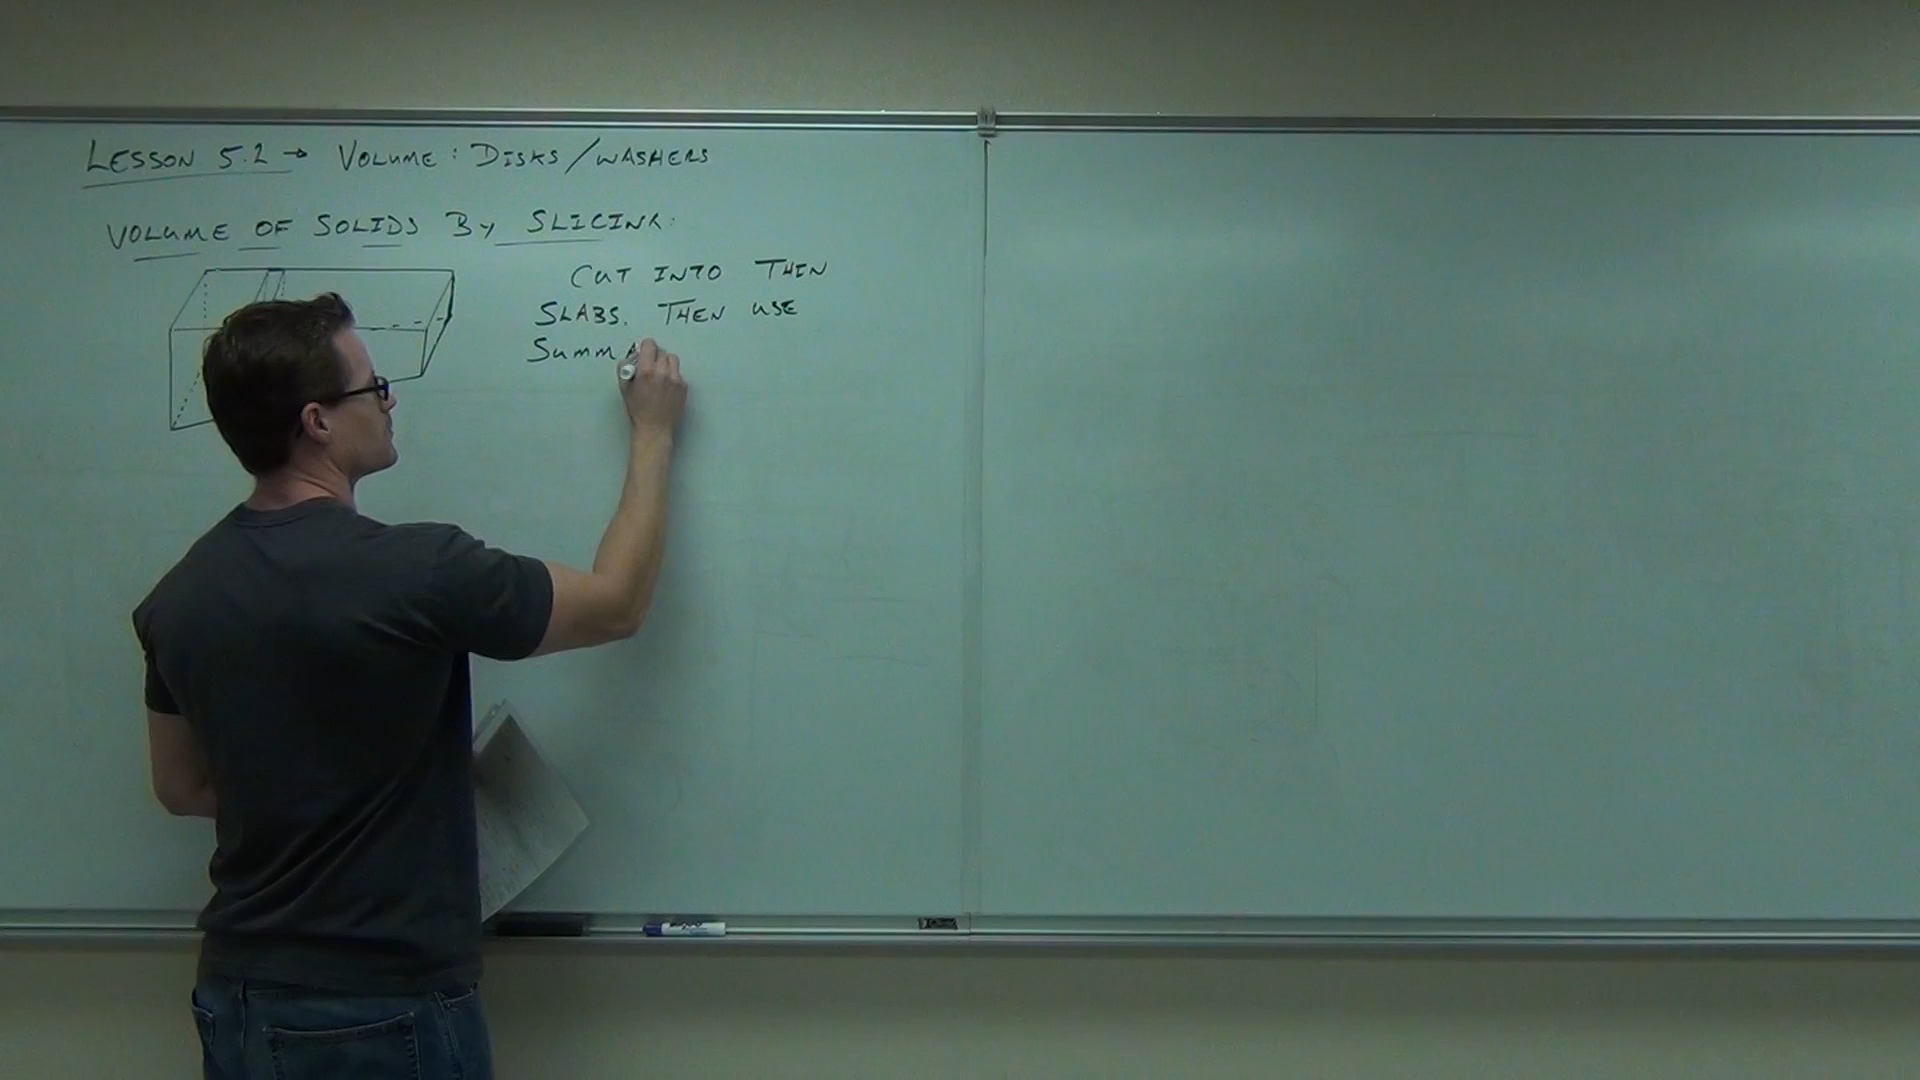 LESSON 5.2 → VOLUME: DISKS/WASHERS
VOLUME OF SOLIDS BY SLICING:
CUT INTO THIN
SLABS. THEN USE
SUMMA